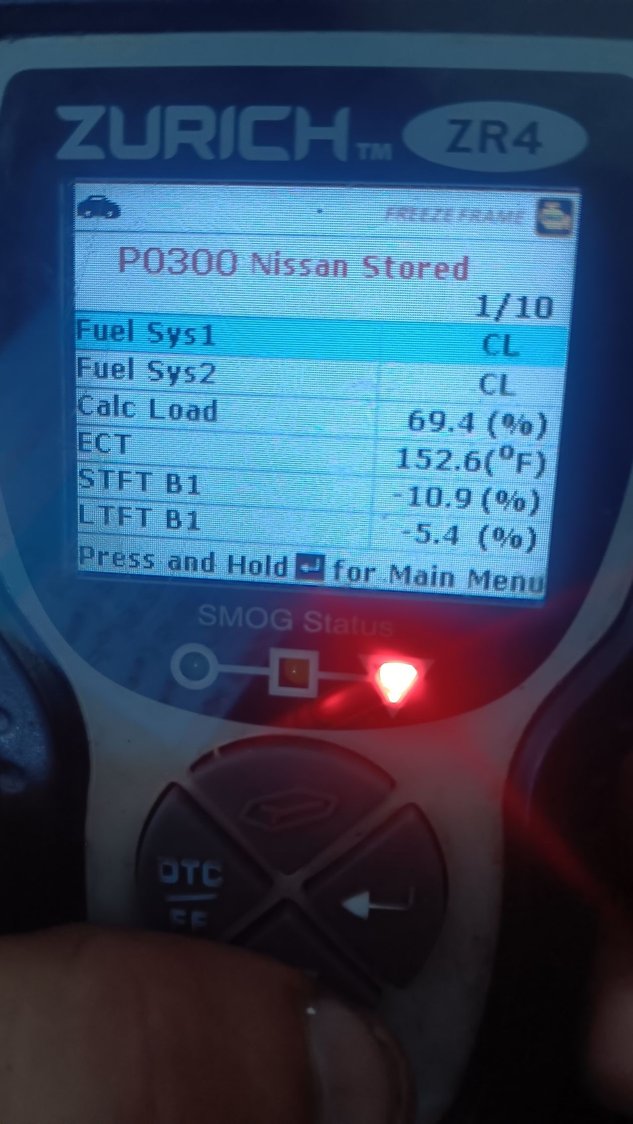 ZURICH™ ZR4
FREEZE FRAME
P0300 Nissan Stored
1/10
Fuel Sys1 CL
Fuel Sys2 CL
Calc Load 69.4 (%)
ECT 152.6(°F)
STFT B1 -10.9 (%)
LTFT B1 -5.4 (%)
Press and Hold ↵ for Main Menu
SMOG Status
DTC
FF